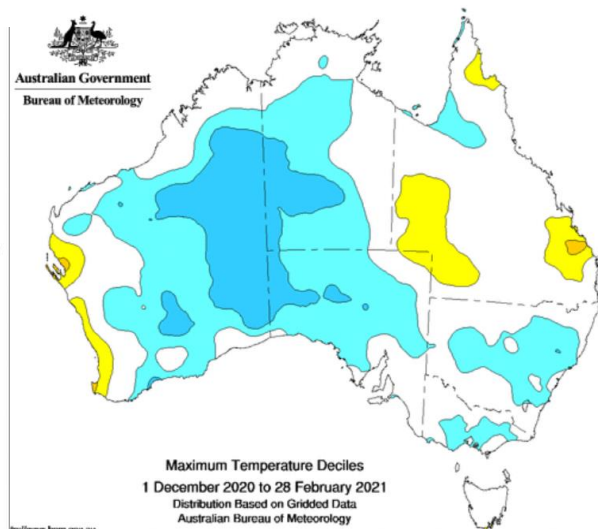 Australian Government
Bureau of Meteorology
Maximum Temperature Deciles
1 December 2020 to 28 February 2021
Distribution Based on Gridded Data
Australian Bureau of Meteorology